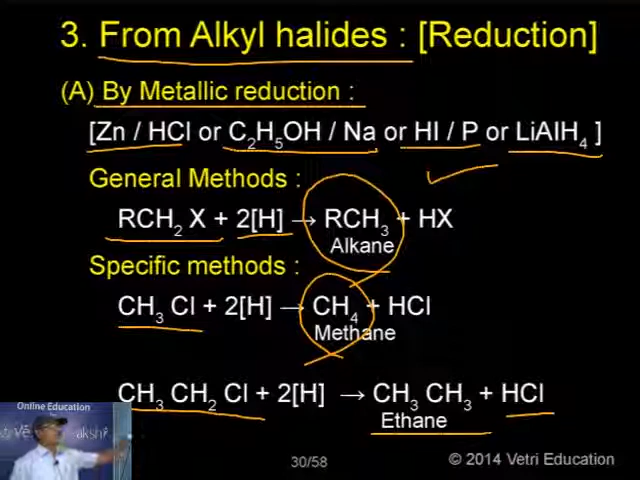 3. From Alkyl halides : [Reduction]
(A) By Metallic reduction :
[Zn / HCl or C₂H₅OH / Na or HI / P or LiAlH₄ ]
General Methods :
RCH₂ X + 2[H] → RCH₃ + HX
Alkane
Specific methods :
CH₃ Cl + 2[H] → CH₄ + HCl
Methane
CH₃ CH₂ Cl + 2[H] → CH₃ CH₃ + HCl
Ethane
Online Education
30/58
© 2014 Vetri Education